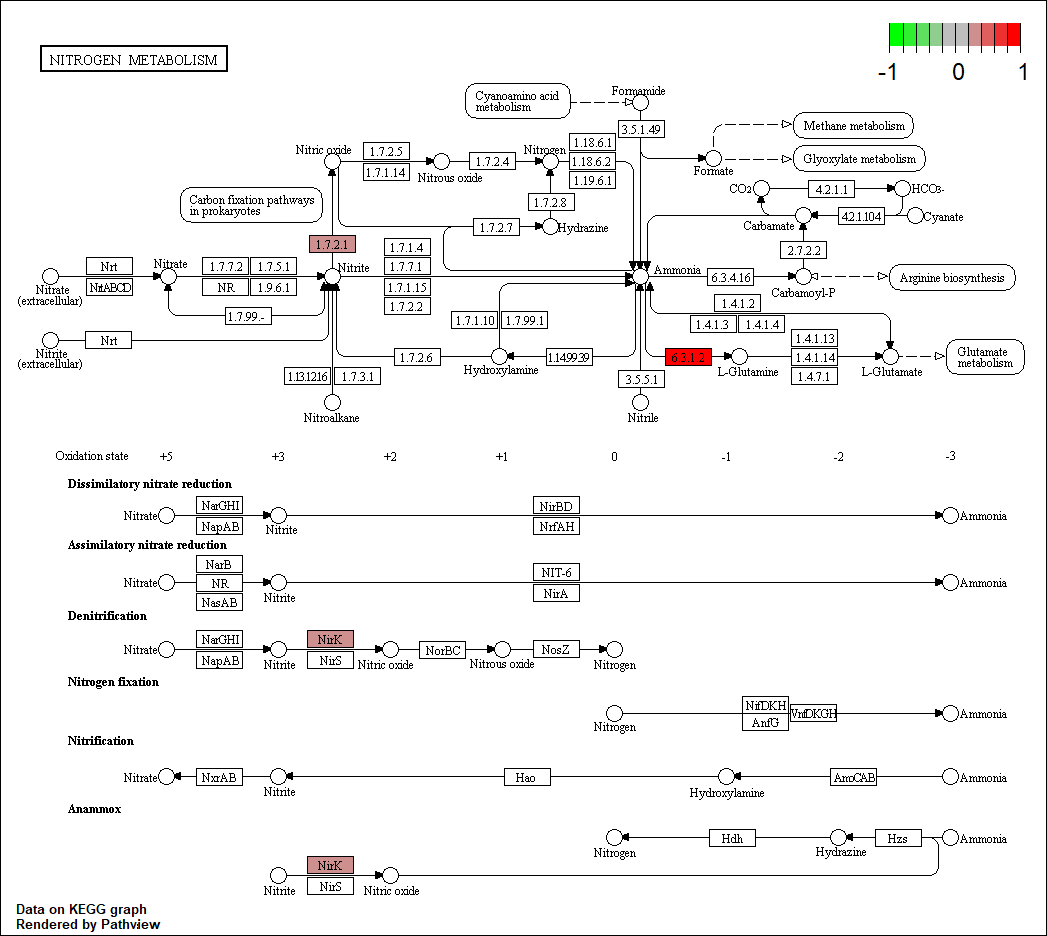 NITROGEN METABOLISM
-1 0 1
Cyanoamino acid
metabolism
Formamide
3.5.1.49
Methane metabolism
Glyoxylate metabolism
Formate
Nitric oxide
1.7.2.5
1.7.1.14
Nitrous oxide
1.7.2.4
Nitrogen
1.18.6.1
1.18.6.2
1.19.6.1
1.7.2.8
Hydrazine
1.7.2.7
Carbon fixation pathways
in prokaryotes
1.7.2.1
CO2
4.2.1.1
HCO3-
Carbamate
4.2.1.104
Cyanate
2.7.2.2
Nitrate
(extracellular)
Nrt
NrtABCD
Nitrate
1.7.7.2
1.7.5.1
NR
1.9.6.1
Nitrite
1.7.99.-
1.7.1.4
1.7.7.1
1.7.1.15
1.7.2.2
Ammonia
6.3.4.16
Carbamoyl-P
Arginine biosynthesis
Nitrite
(extracellular)
Nrt
1.7.1.10
1.7.99.1
1.7.2.6
Hydroxylamine
1.14.99.39
1.4.1.2
1.4.1.3
1.4.1.4
6.3.1.2
L-Glutamine
1.4.1.13
1.4.1.14
1.4.7.1
L-Glutamate
Glutamate
metabolism
1.13.12.16
1.7.3.1
Nitroalkane
3.5.5.1
Nitrile
Oxidation state +5 +3 +2 +1 0 -1 -2 -3
Dissimilatory nitrate reduction
Nitrate
NarGHI
NapAB
Nitrite
NirBD
NrfAH
Ammonia
Assimilatory nitrate reduction
Nitrate
NarB
NR
NasAB
Nitrite
NIT-6
NirA
Ammonia
Denitrification
Nitrate
NarGHI
NapAB
Nitrite
NirK
NirS
Nitric oxide
NorBC
Nitrous oxide
NosZ
Nitrogen
Nitrogen fixation
Nitrogen
NifDKH
AnfG
VnfDKGH
Ammonia
Nitrification
Nitrate
NxrAB
Nitrite
Hao
Hydroxylamine
AmoCAB
Ammonia
Anammox
Nitrogen
Hdh
Hydrazine
Hzs
Ammonia
Nitrite
NirK
NirS
Nitric oxide
Data on KEGG graph
Rendered by Pathview